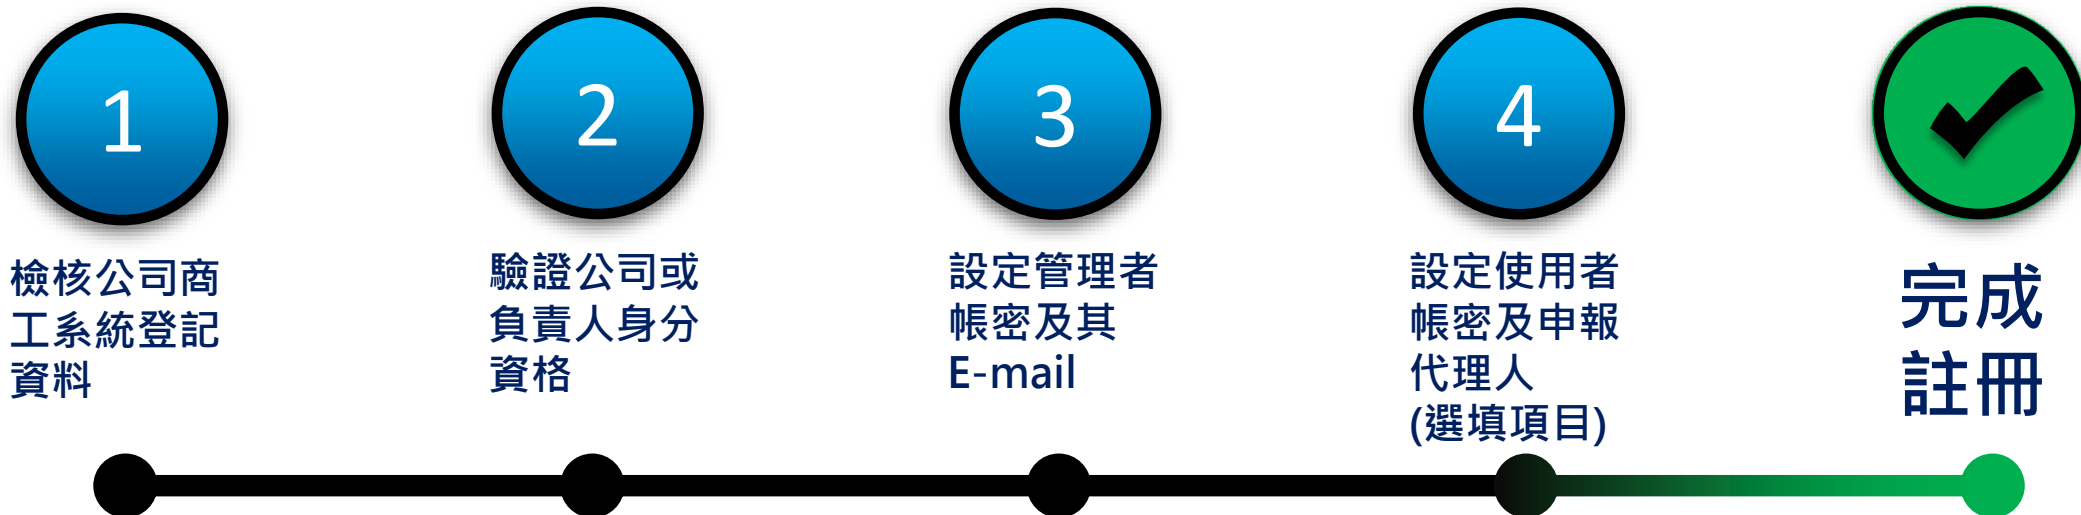 1
檢核公司商
工系統登記
資料
2
驗證公司或
負責人身分
資格
3
設定管理者
帳密及其
E-mail
4
設定使用者
帳密及申報
代理人
(選填項目)
完成
註冊